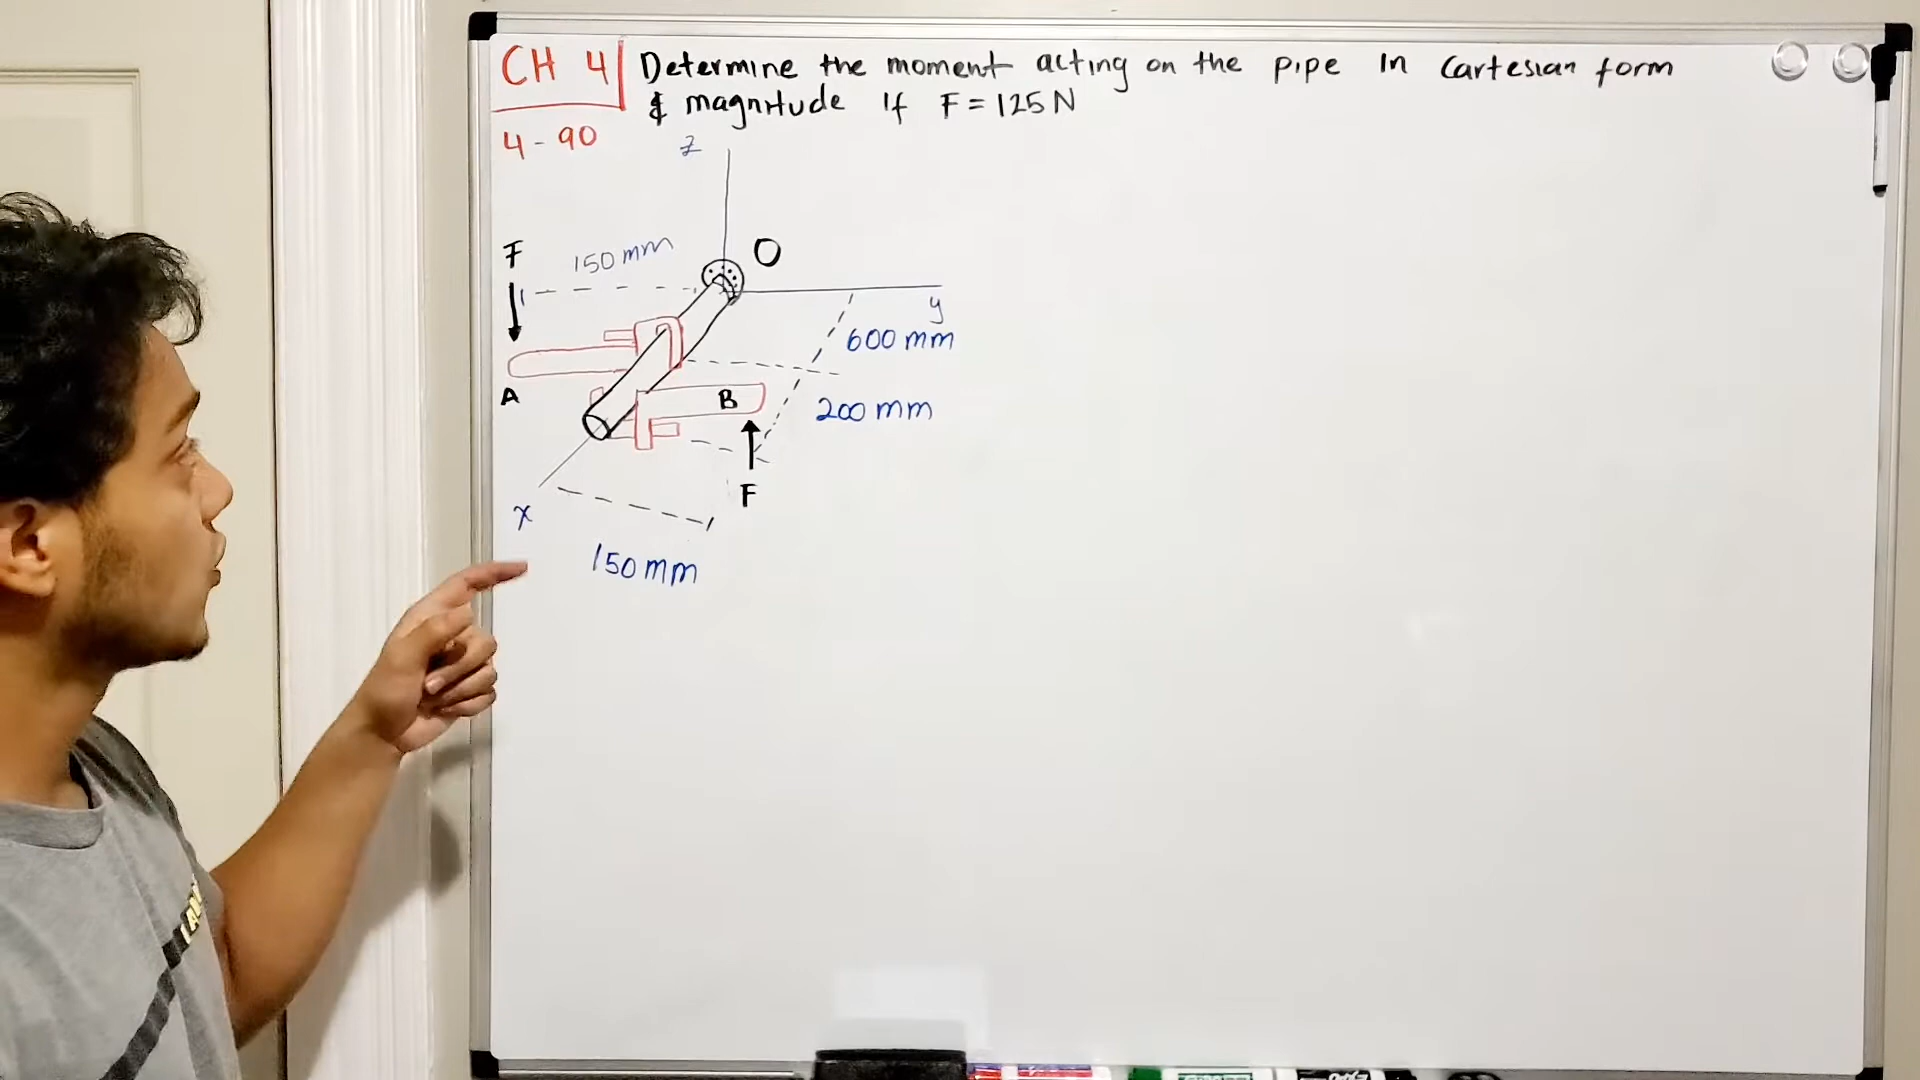 CH 4
Determine the moment acting on the pipe in Cartesian form
& magnitude if F = 125 N
4-90
z
F
150 mm
O
y
600 mm
A
B
200 mm
F
x
150 mm